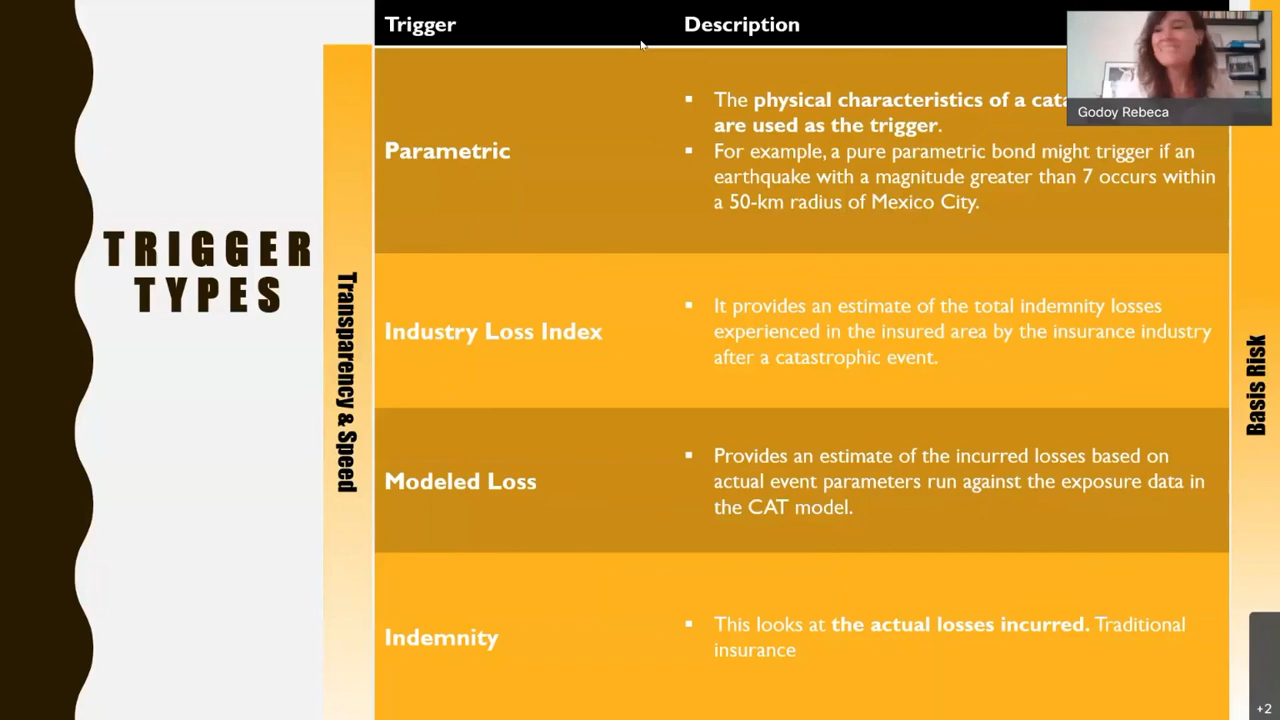 TRIGGER
TYPES
Transparency & Speed
Trigger Description
Parametric
▪ The physical characteristics of a
are used as the trigger.
▪ For example, a pure parametric bond might trigger if an
earthquake with a magnitude greater than 7 occurs within
a 50-km radius of Mexico City.
Industry Loss Index
▪ It provides an estimate of the total indemnity losses
experienced in the insured area by the insurance industry
after a catastrophic event.
Modeled Loss
▪ Provides an estimate of the incurred losses based on
actual event parameters run against the exposure data in
the CAT model.
Indemnity
▪ This looks at the actual losses incurred. Traditional
insurance
Basis Risk
Godoy Rebeca
+2